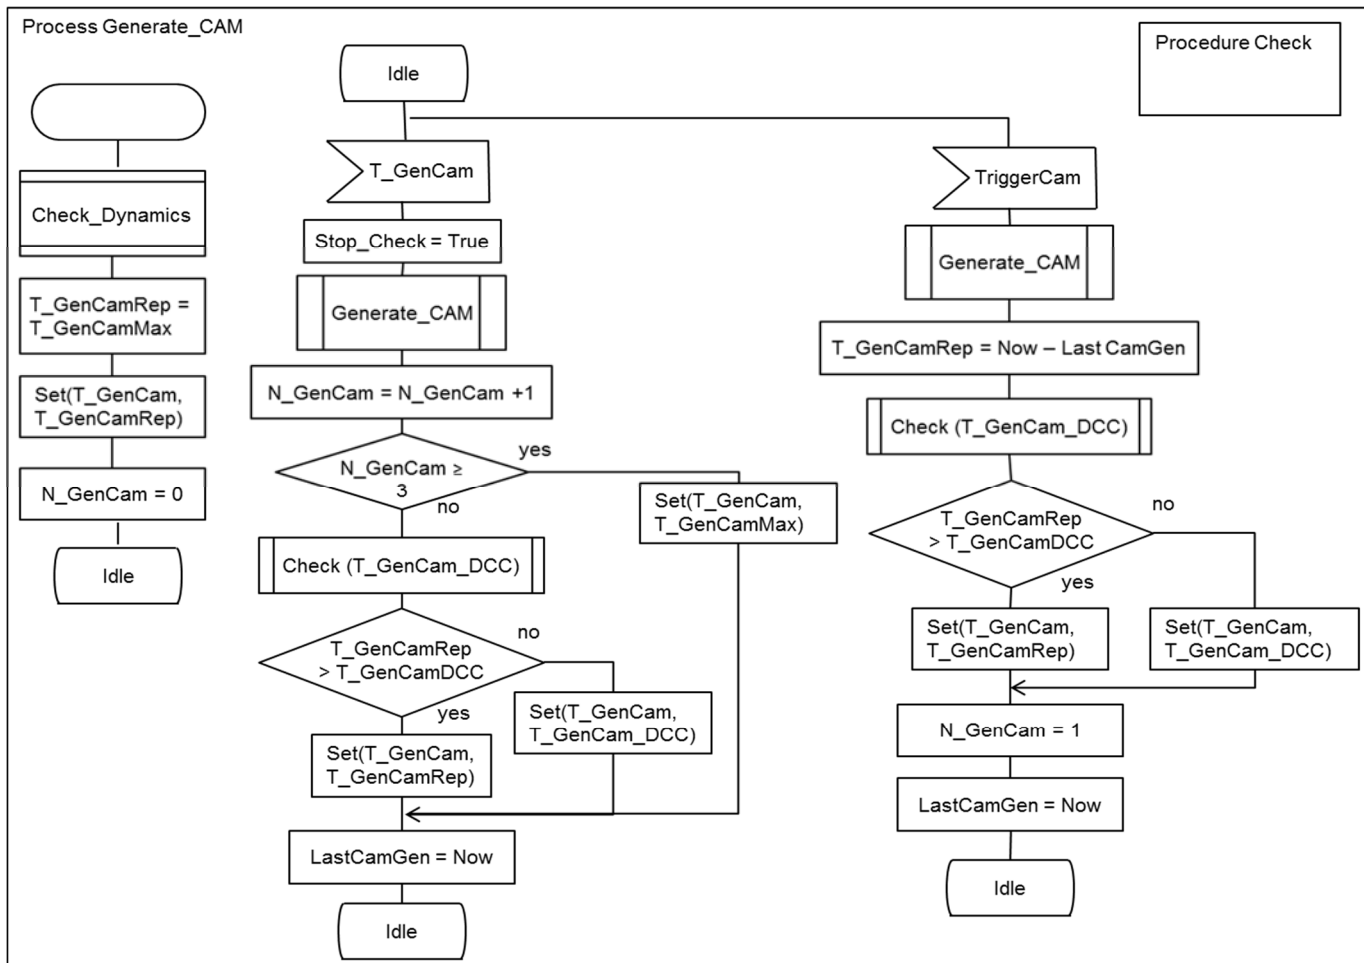 Process Generate_CAM
Procedure Check
Check_Dynamics
T_GenCamRep =
T_GenCamMax
Set(T_GenCam,
T_GenCamRep)
N_GenCam = 0
Idle
Idle
T_GenCam
Stop_Check = True
Generate_CAM
N_GenCam = N_GenCam +1
N_GenCam ≥
3
yes
no
Set(T_GenCam,
T_GenCamMax)
Check (T_GenCam_DCC)
T_GenCamRep
> T_GenCamDCC
no
yes
Set(T_GenCam,
T_GenCam_DCC)
Set(T_GenCam,
T_GenCamRep)
LastCamGen = Now
Idle
TriggerCam
Generate_CAM
T_GenCamRep = Now – Last CamGen
Check (T_GenCam_DCC)
T_GenCamRep
> T_GenCamDCC
no
yes
Set(T_GenCam,
T_GenCamRep)
Set(T_GenCam,
T_GenCam_DCC)
N_GenCam = 1
LastCamGen = Now
Idle